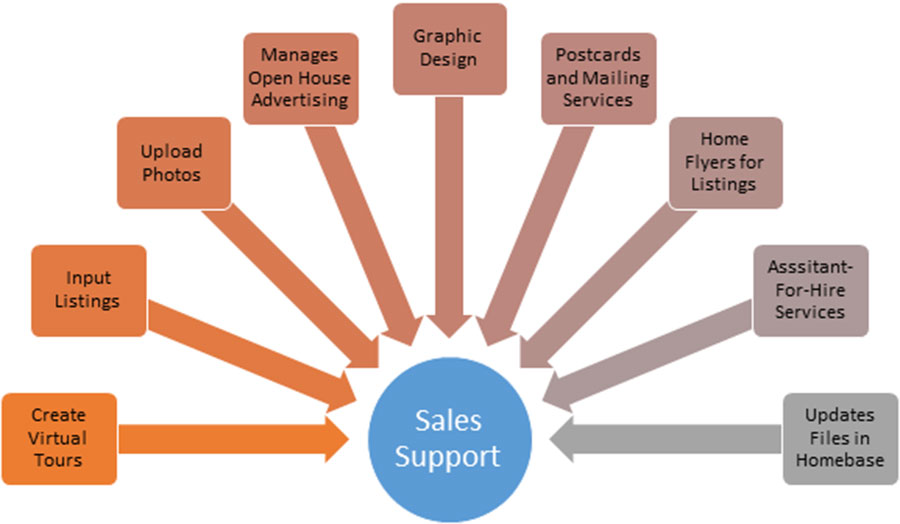 Graphic
Design
Manages
Open House
Advertising
Postcards
and Mailing
Services
Upload
Photos
Home
Flyers for
Listings
Input
Listings
Asssitant-
For-Hire
Services
Create
Virtual
Tours
Sales
Support
Updates
Files in
Homebase